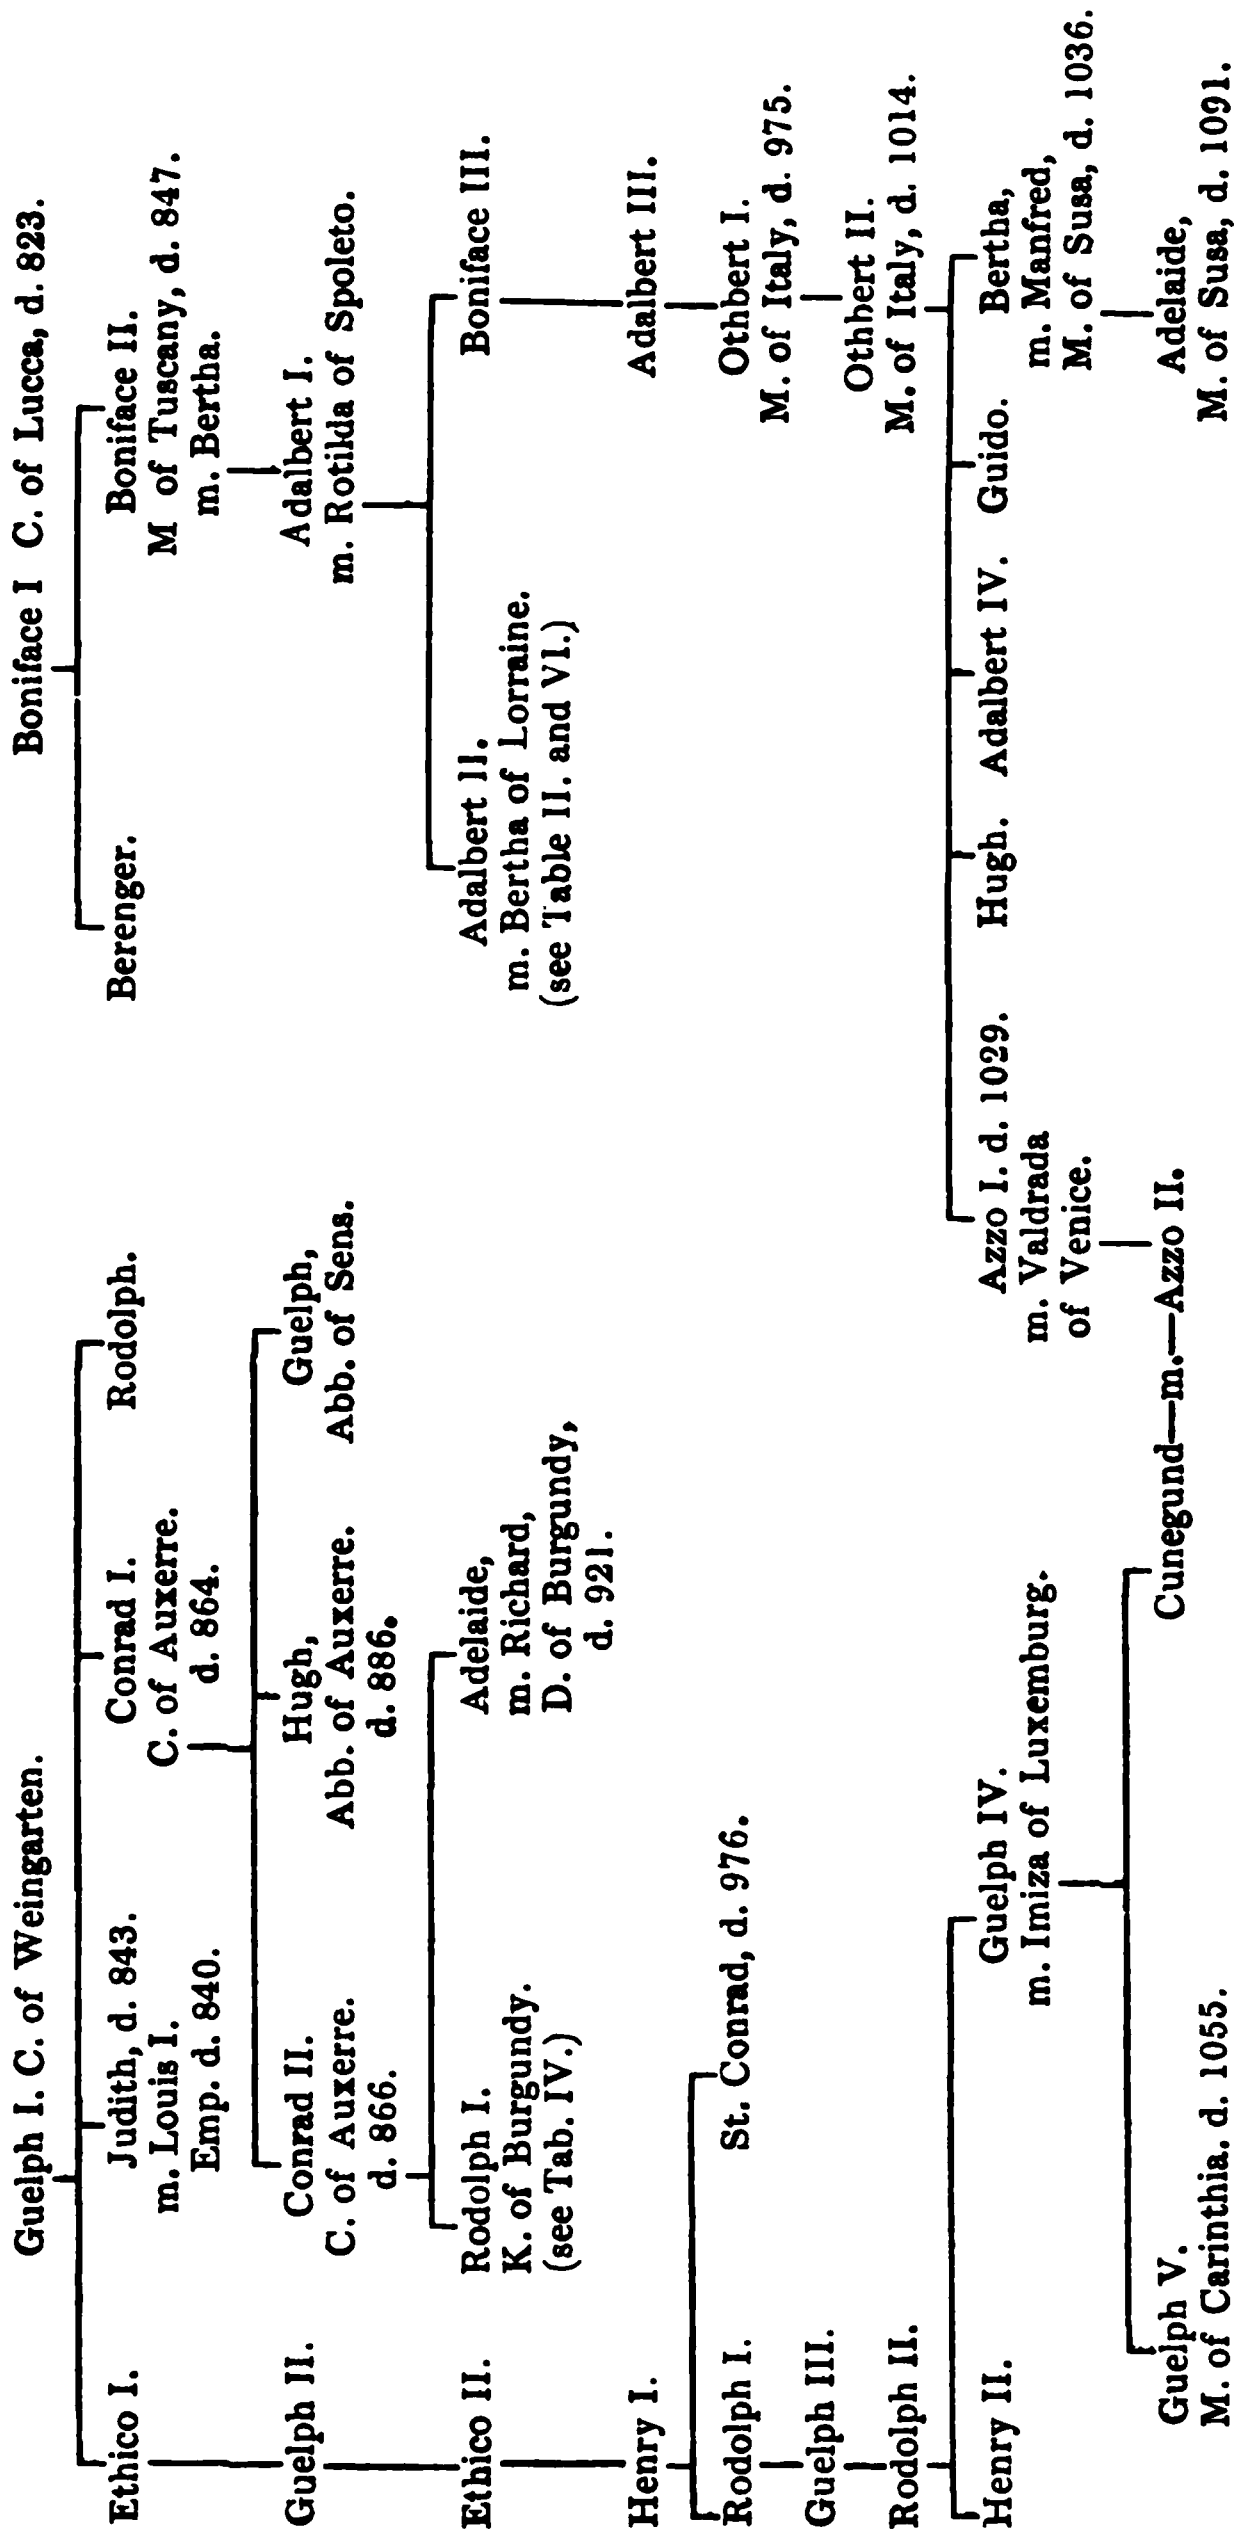 Guelph I. C. of Weingarten.
Ethico I.
Judith, d. 843.
m. Louis I.
Emp. d. 840.
Conrad I.
C. of Auxerre.
d. 864.
Rodolph.
Guelph II.
Conrad II.
C. of Auxerre.
d. 866.
Hugh,
Abb. of Auxerre.
d. 886.
Guelph,
Abb. of Sens.
Ethico II.
Rodolph I.
K. of Burgundy.
(see Tab. IV.)
Adelaide,
m. Richard,
D. of Burgundy,
d. 921.
Henry I.
Rodolph I.
St. Conrad, d. 976.
Guelph III.
Rodolph II.
Henry II.
Guelph IV.
m. Imiza of Luxemburg.
Guelph V.
M. of Carinthia. d. 1055.
Cunegund—m.—Azzo II.
Boniface I C. of Lucca, d. 823.
Berenger.
Boniface II.
M of Tuscany, d. 847.
m. Bertha.
Adalbert I.
m. Rotilda of Spoleto.
Adalbert II.
m. Bertha of Lorraine.
(see Table II. and VI.)
Boniface III.
Adalbert III.
Othbert I.
M. of Italy, d. 975.
Othbert II.
M. of Italy, d. 1014.
Azzo I. d. 1029.
m. Valdrada
of Venice.
Hugh.
Adalbert IV.
Guido.
Bertha,
m. Manfred,
M. of Susa, d. 1036.
Adelaide,
M. of Susa, d. 1091.